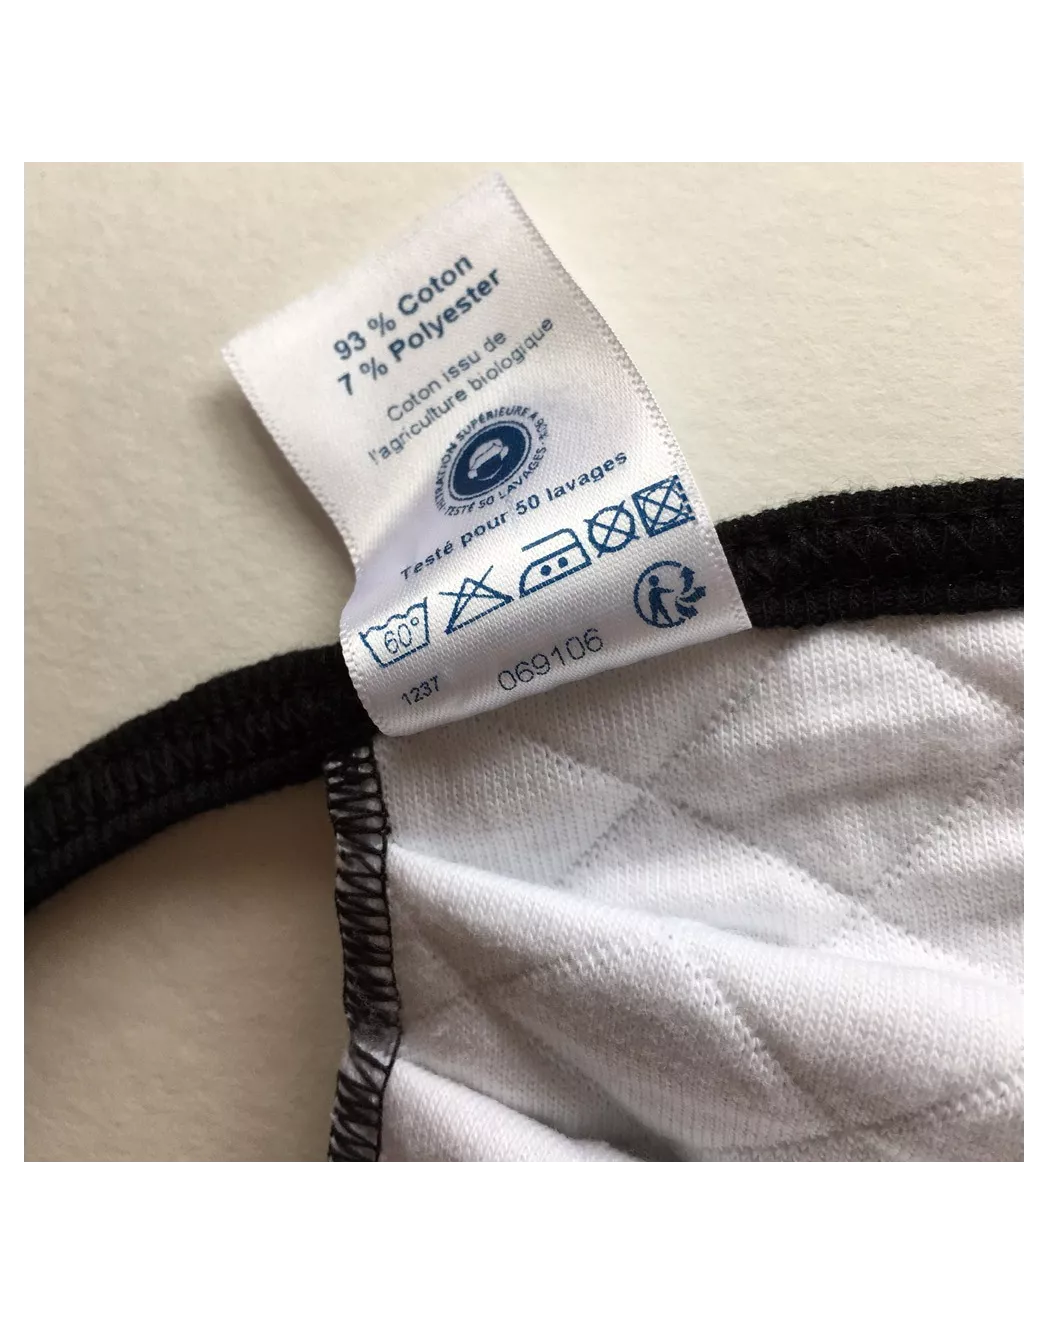 93 % Coton
7 % Polyester
Coton issu de
l'agriculture biologique
FILTRATION SUPÉRIEURE À 90%
TESTÉ 50 LAVAGES
Testé pour 50 lavages
60°
1237 069106